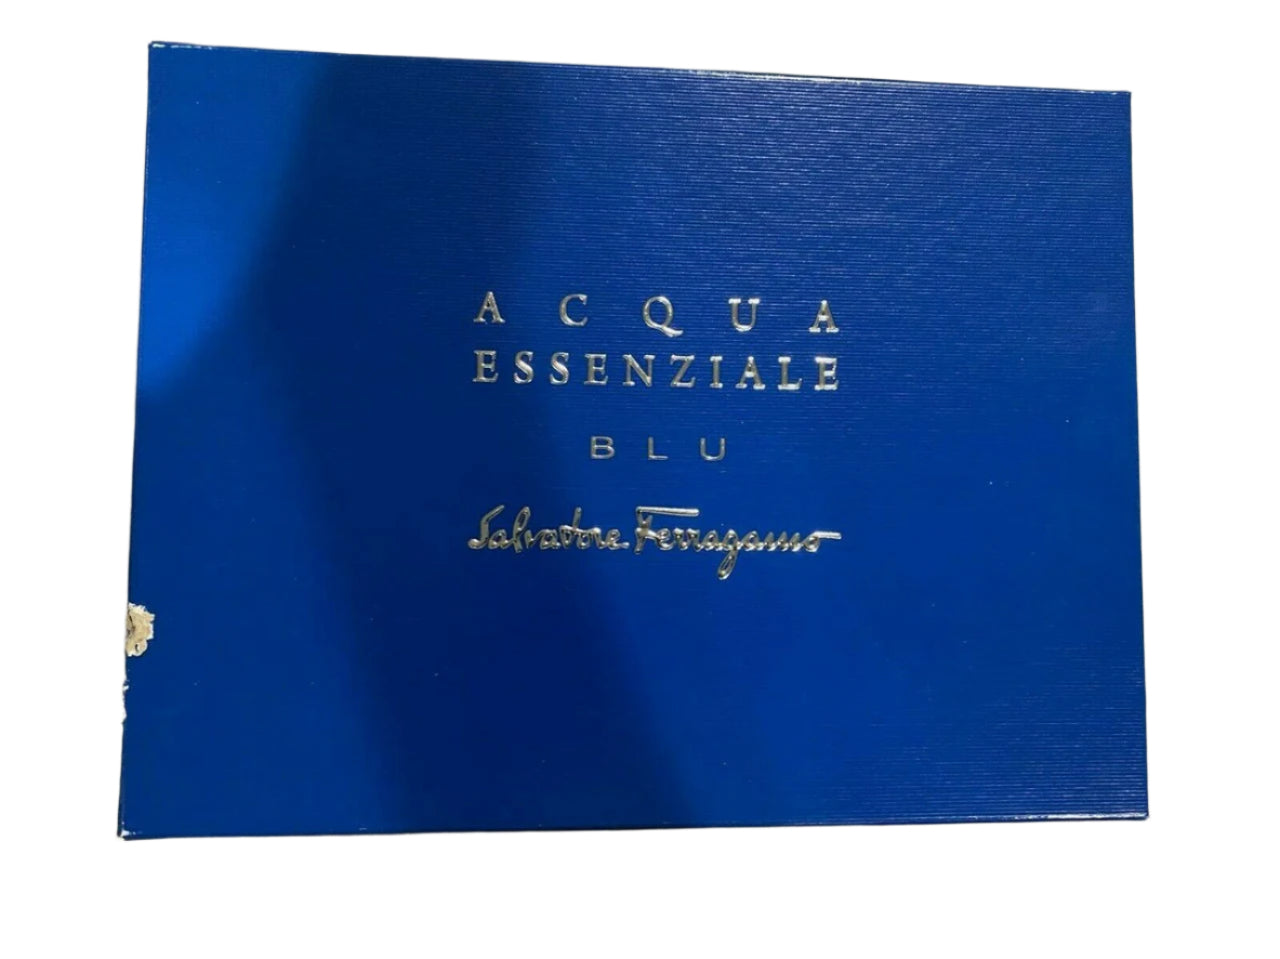 ACQUA
ESSENZIALE
BLU
Salvatore Ferragamo